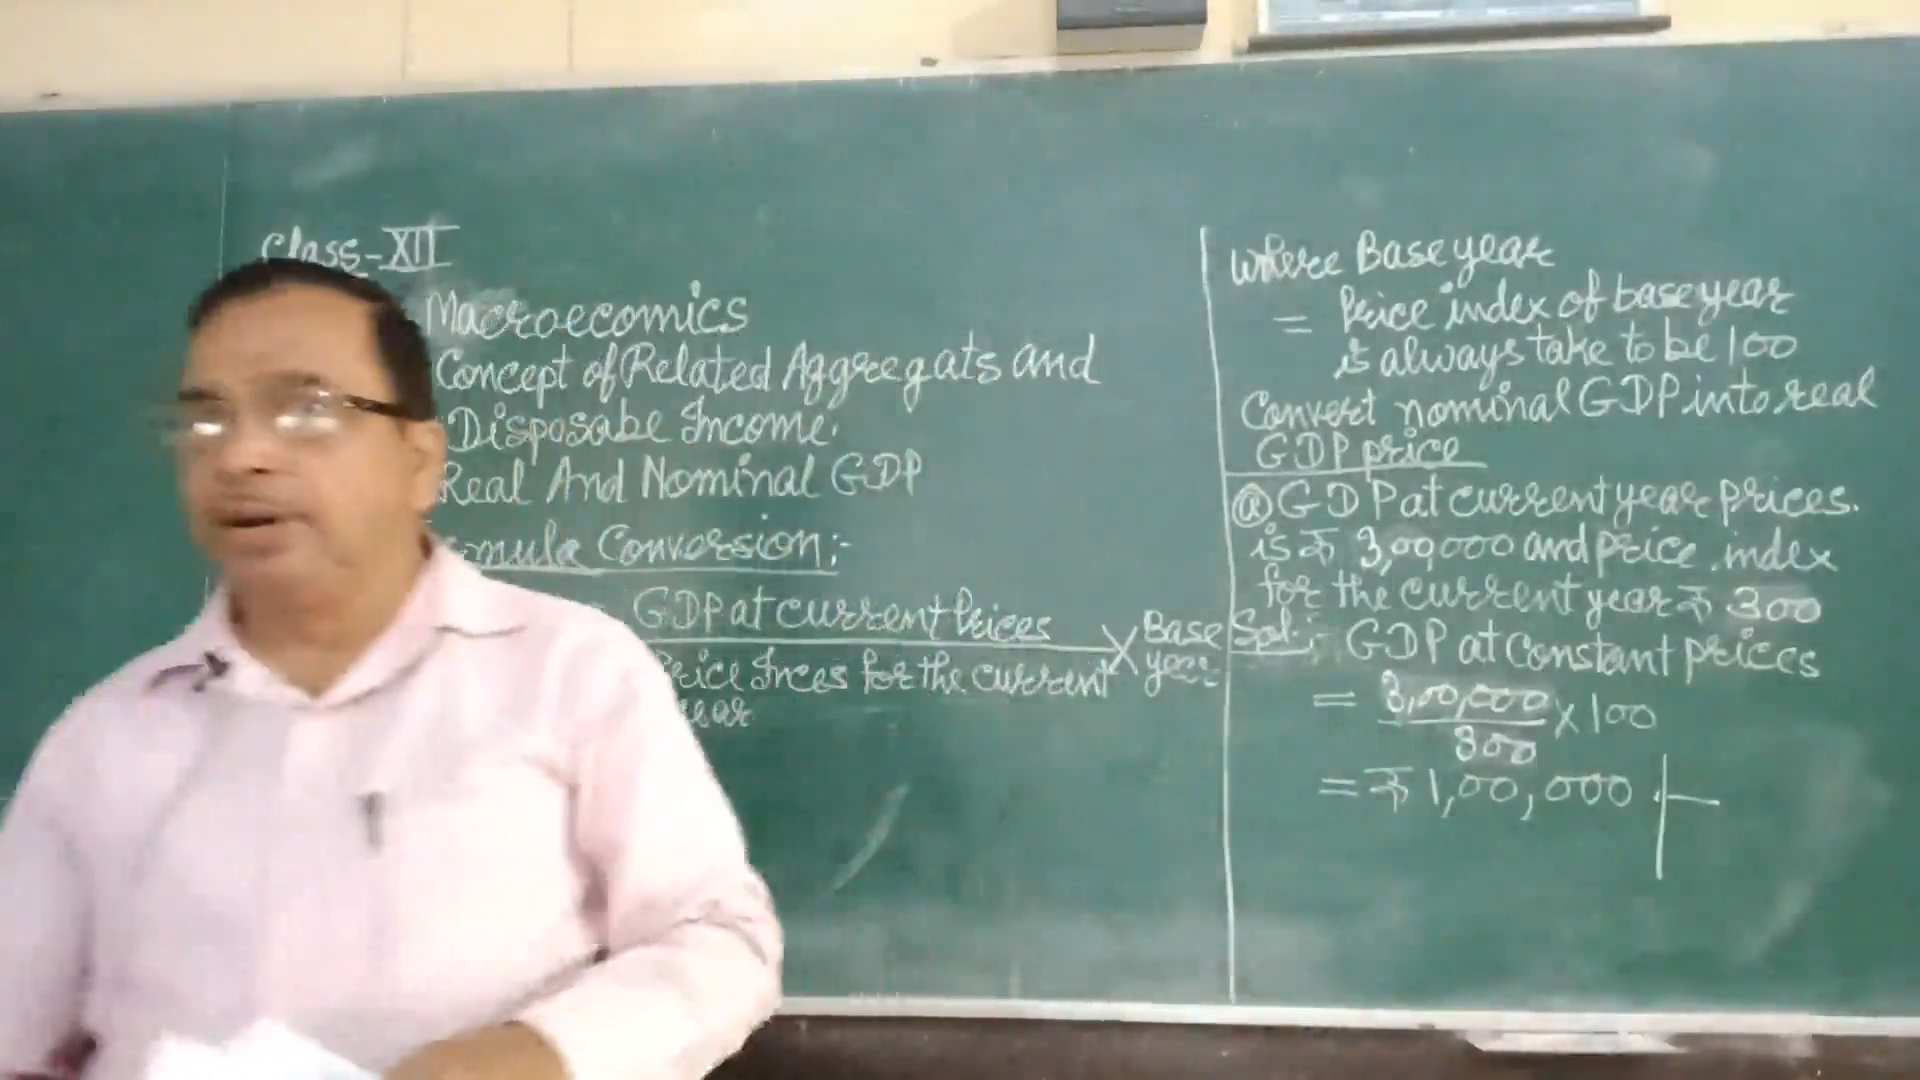 Class-XII
Macroecomics
Concept of Related Aggregats and
Disposabe Income.
Real And Nominal GDP
Conversion:-
GDP at current Prices
Price Inces for the current
year
X Base
year
where Base year
= Price index of base year
is always take to be 100
Convert nominal GDP into real
GDP price
@ GDP at current year prices.
is ₹ 3,00000 and price index
for the current year ₹ 300
Sol:- GDP at constant prices
= 3,00,000
300
X 100
= ₹ 1,00,000